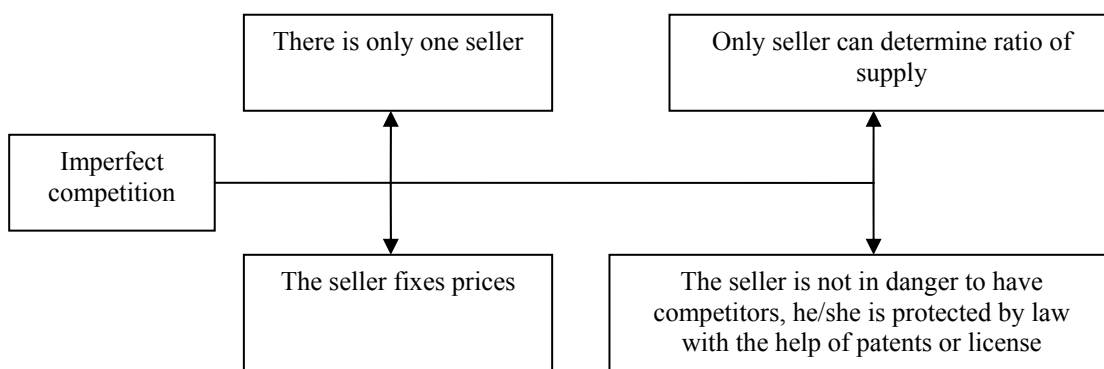 There is only one seller
Only seller can determine ratio of
supply
Imperfect
competition
The seller fixes prices
The seller is not in danger to have
competitors, he/she is protected by law
with the help of patents or license